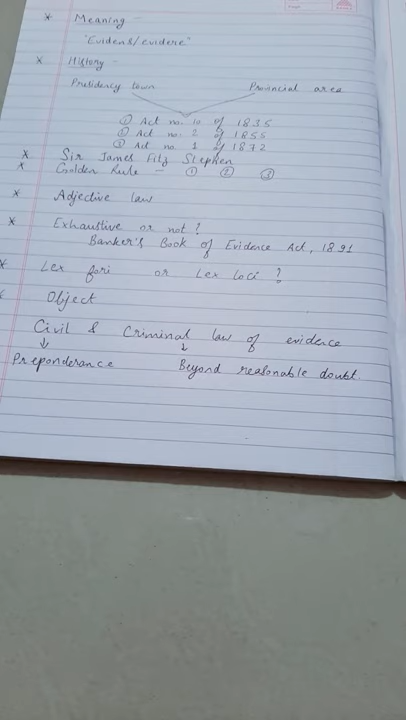 * Meaning -
"Evidens/evidere"
* History -
Presidency town Provincial area
① Act no. 10 of 1835
② Act no. 2 of 1855
③ Act no. 1 of 1872
* Sir James Fitz Stephen
* Golden Rule - ① ② ③
* Adjective law
* Exhaustive or not?
Banker's Book of Evidence Act, 1891
* Lex fori or Lex loci ?
* Object
Civil & Criminal law of evidence
↓ ↓
Preponderance Beyond reasonable doubt.